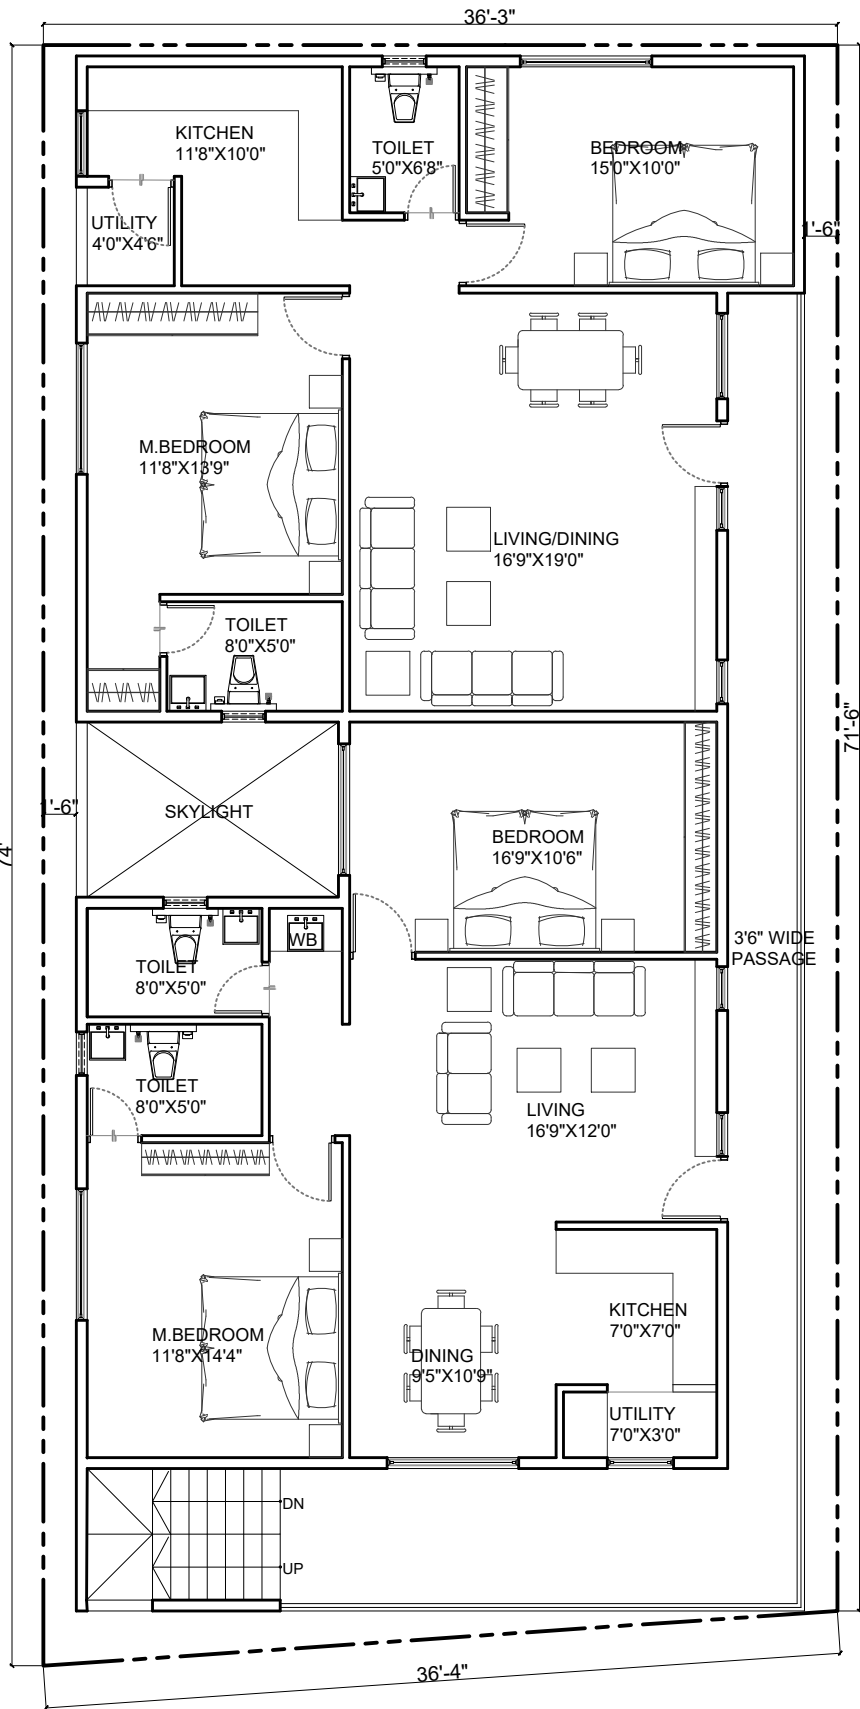 36'-3"
KITCHEN
11'8"X10'0"
TOILET
5'0"X6'8"
BEDROOM
15'0"X10'0"
UTILITY
4'0"X4'6"
1'-6"
M.BEDROOM
11'8"X13'9"
LIVING/DINING
16'9"X19'0"
TOILET
8'0"X5'0"
71'-6"
SKYLIGHT
1'-6"
BEDROOM
16'9"X10'6"
74'
WB
3'6" WIDE
PASSAGE
TOILET
8'0"X5'0"
TOILET
8'0"X5'0"
LIVING
16'9"X12'0"
KITCHEN
7'0"X7'0"
M.BEDROOM
11'8"X14'4"
DINING
9'5"X10'9"
UTILITY
7'0"X3'0"
DN
UP
36'-4"